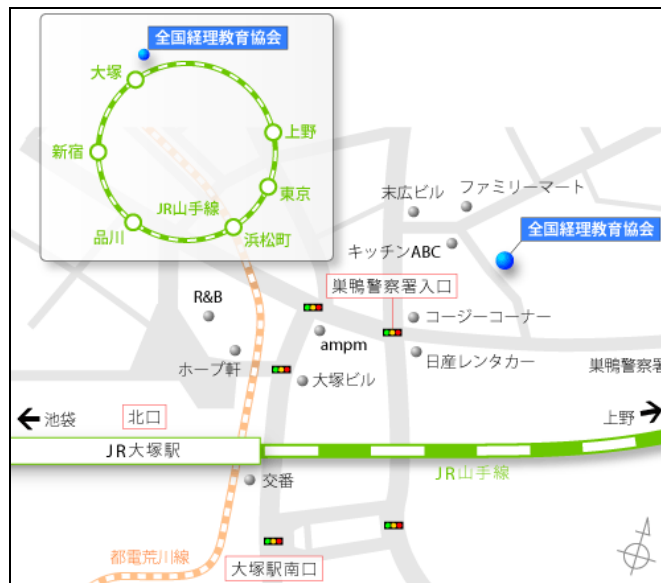 全国経理教育協会
大塚
上野
新宿
東京
JR山手線
品川
浜松町
末広ビル
ファミリーマート
全国経理教育協会
キッチンABC
巣鴨警察署入口
R&B
コージーコーナー
ampm
ホープ軒
日産レンタカー
大塚ビル
巣鴨警察署
池袋
北口
上野
JR大塚駅
JR山手線
交番
都電荒川線
大塚駅南口